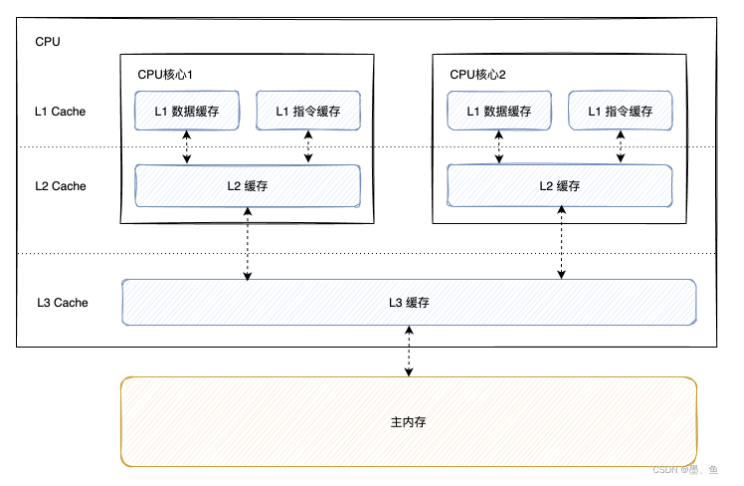 CPU
CPU核心1
CPU核心2
L1 Cache
L1 数据缓存
L1 指令缓存
L1 数据缓存
L1 指令缓存
L2 Cache
L2 缓存
L2 缓存
L3 Cache
L3 缓存
主内存
CSDN @墨、鱼